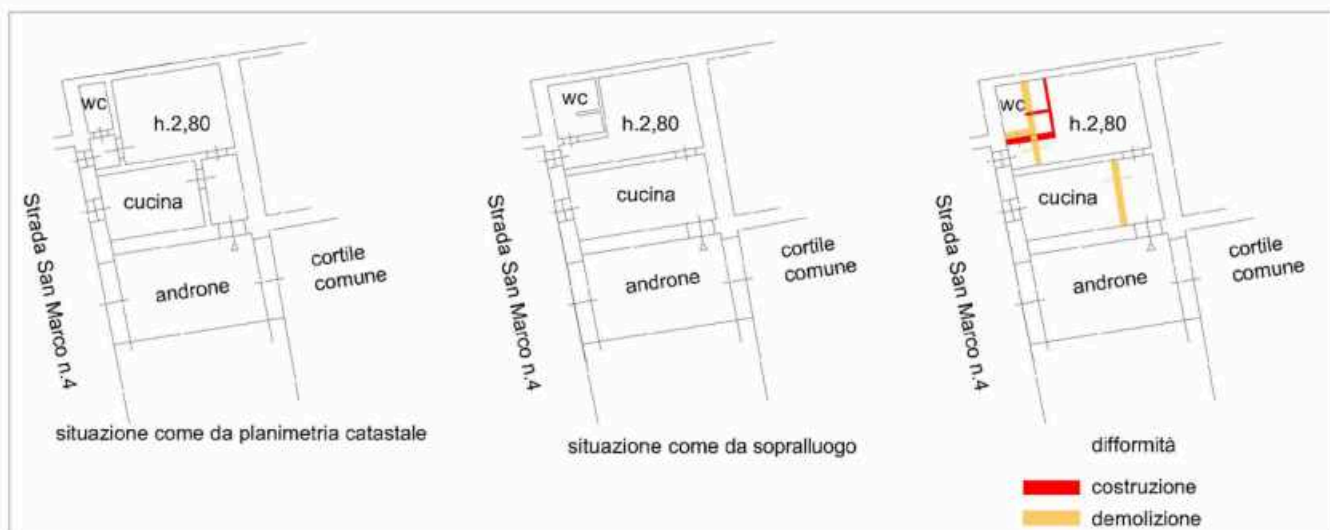 wc
h.2,80
cucina
androne
cortile
comune
Strada San Marco n.4
situazione come da planimetria catastale
wc
h.2,80
cucina
androne
cortile
comune
Strada San Marco n.4
situazione come da sopralluogo
wc
h.2,80
cucina
androne
cortile
comune
Strada San Marco n.4
difformità
costruzione
demolizione